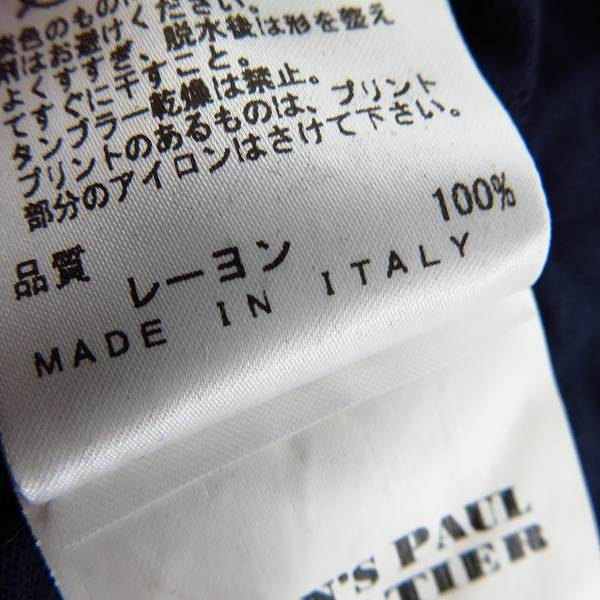 色のもの
ください。
剤はお避け
脱水後は形を整え
よくすすぎ、
てすぐに干すこと。
タンブラー乾燥は禁止。
プリントのあるものは、プリント
部分のアイロンはさけて下さい。
品質 レーヨン 100%
MADE IN ITALY
N'S PAUL
TIER